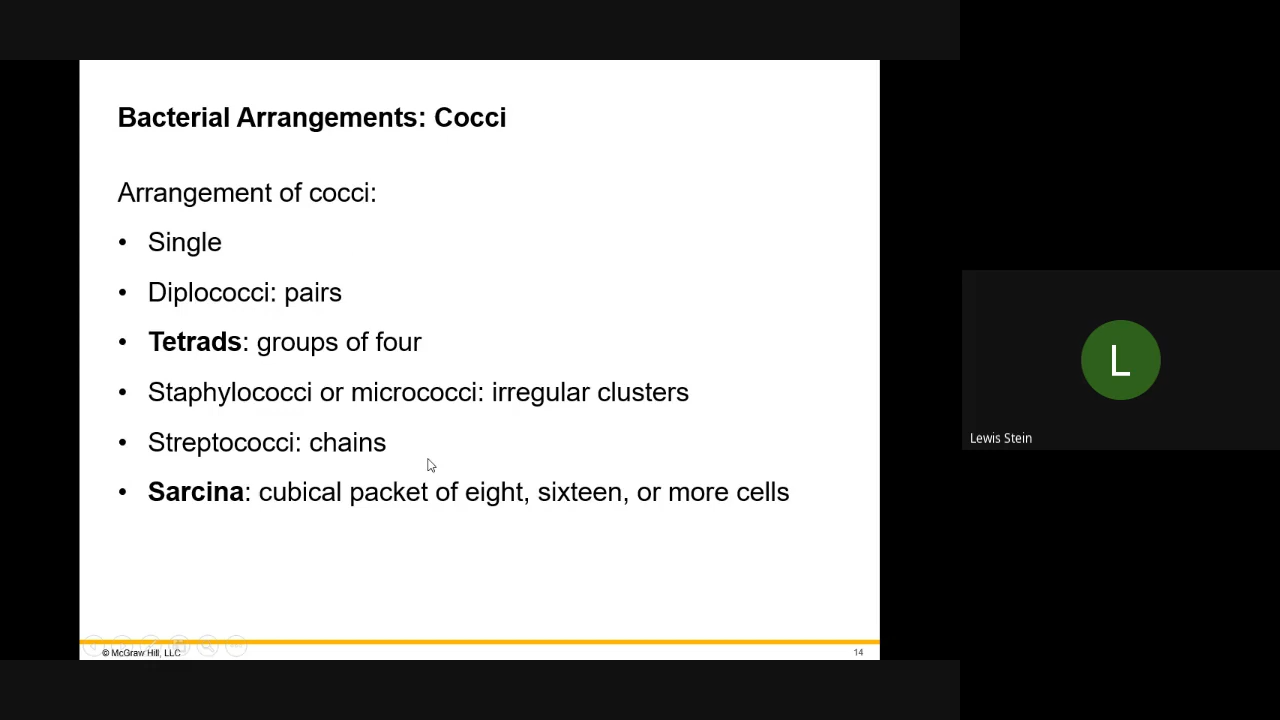 Bacterial Arrangements: Cocci
Arrangement of cocci:
• Single
• Diplococci: pairs
• Tetrads: groups of four
• Staphylococci or micrococci: irregular clusters
• Streptococci: chains
• Sarcina: cubical packet of eight, sixteen, or more cells
© McGraw Hill, LLC
14
L
Lewis Stein